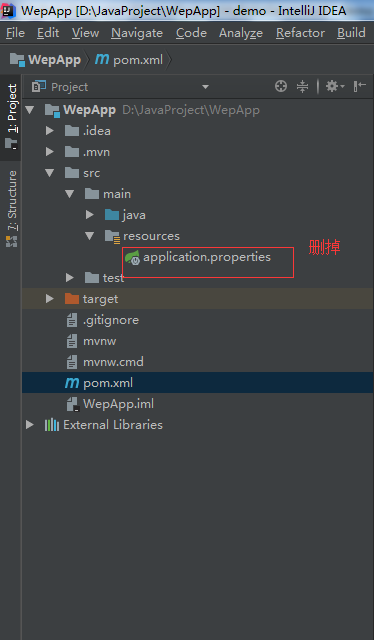 WepApp [D:\JavaProject\WepApp] - demo - IntelliJ IDEA
File Edit View Navigate Code Analyze Refactor Build
WepApp pom.xml
1: Project
7: Structure
Project
WepApp D:\JavaProject\WepApp
.idea
.mvn
src
main
java
resources
application.properties
删掉
test
target
.gitignore
mvnw
mvnw.cmd
pom.xml
WepApp.iml
External Libraries